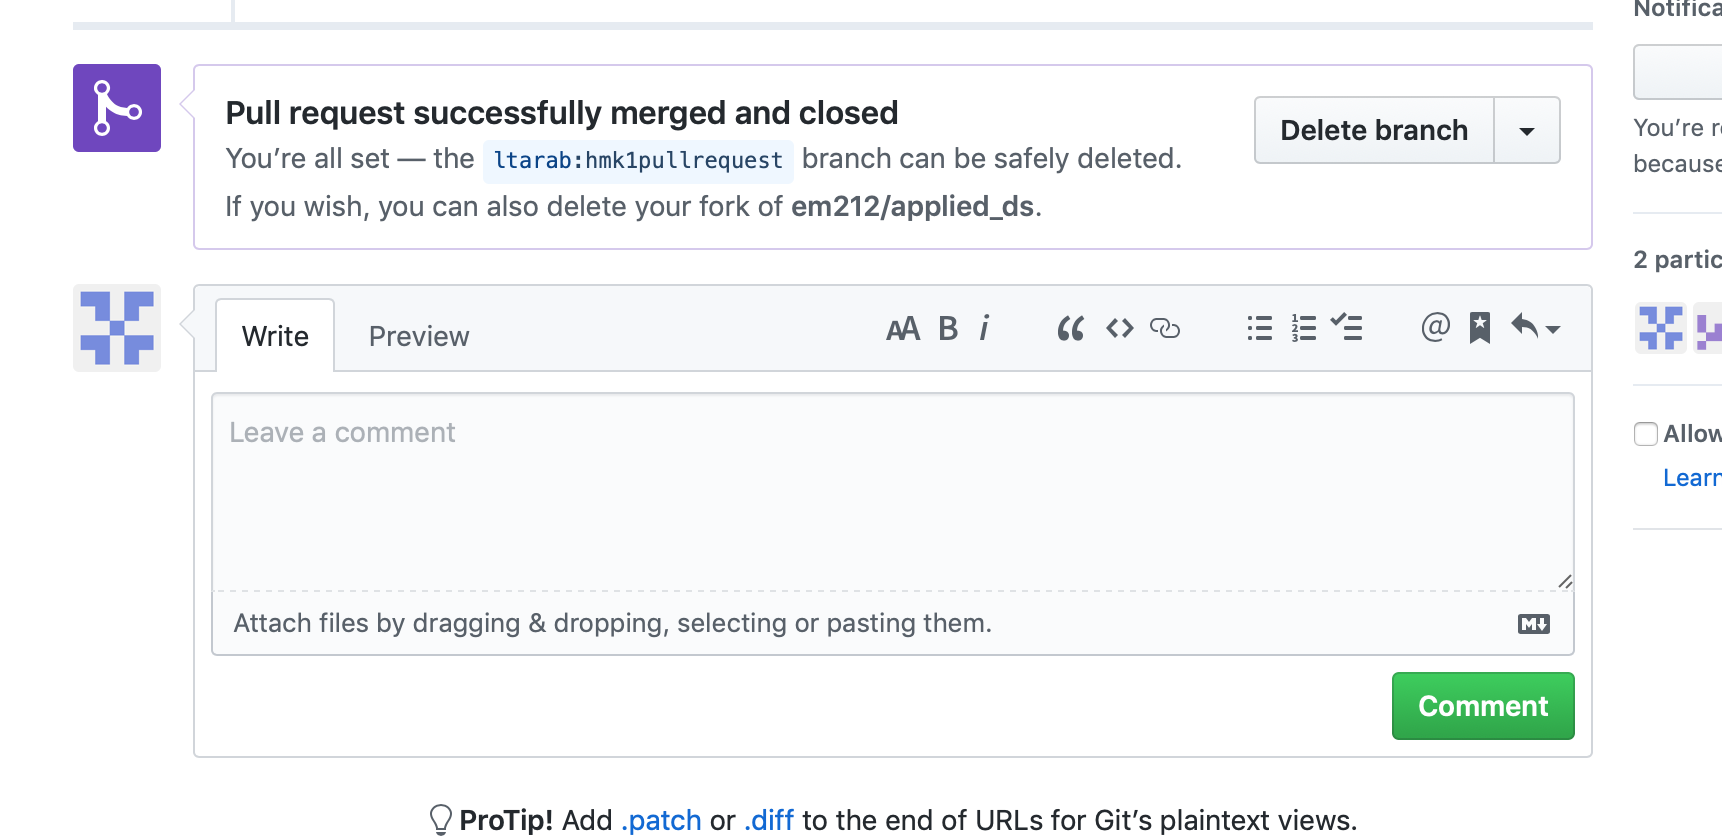 Notifica
Pull request successfully merged and closed
Delete branch
You’re all set — the ltarab:hmk1pullrequest branch can be safely deleted.
If you wish, you can also delete your fork of em212/applied_ds.
You’re r
because
2 partic
Write
Preview
AA B i
Leave a comment
Allow
Learn
Attach files by dragging & dropping, selecting or pasting them.
M
Comment
ProTip! Add .patch or .diff to the end of URLs for Git’s plaintext views.